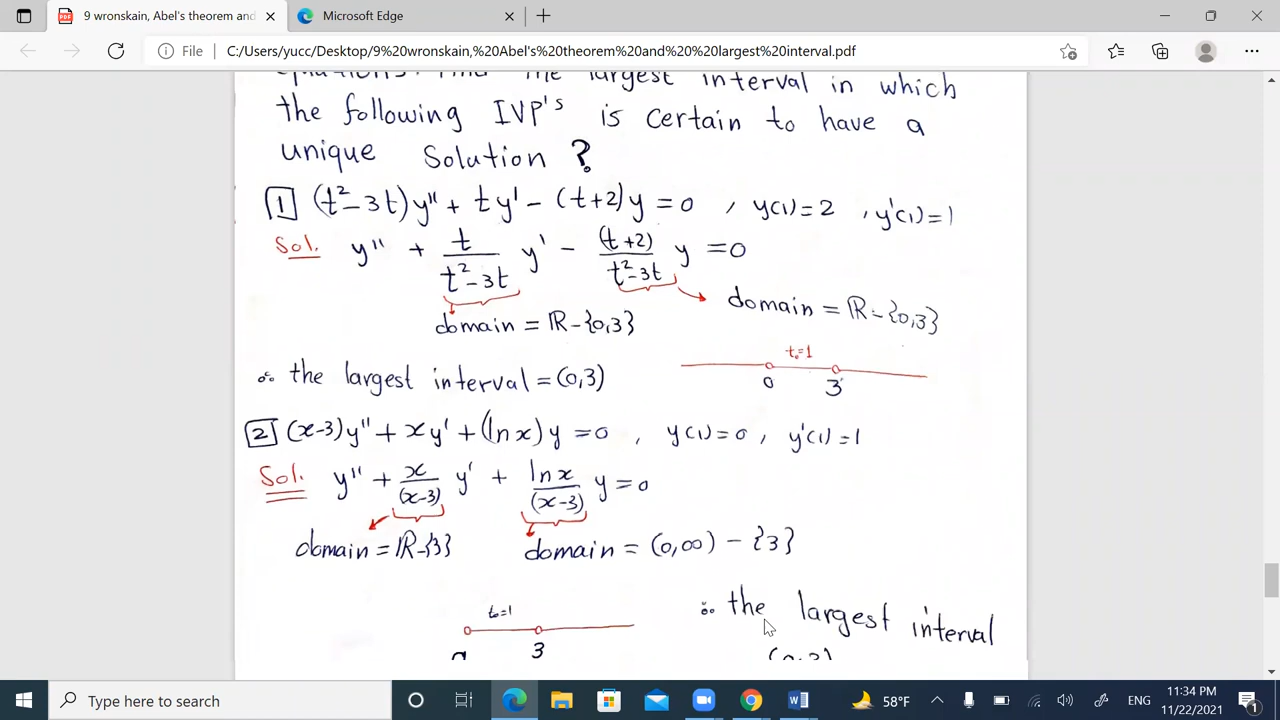 9 wronskain, Abel's theorem and
Microsoft Edge
File C:/Users/yucc/Desktop/9%20wronskain,%20Abel's%20theorem%20and%20%20largest%20interval.pdf
the largest interval in which
the following IVP's is certain to have a
unique Solution ?
1 (t²-3t)y'' + ty' - (t+2)y = 0 , y(1) = 2 , y'(1) = 1
Sol. y'' + t/(t²-3t) y' - (t+2)/(t²-3t) y = 0
domain = ℝ-{0,3} domain = ℝ-{0,3}
t₀=1
∴ the largest interval = (0,3)
0 3
2 (x-3)y'' + xy' + (ln x)y = 0 , y(1) = 0 , y'(1) = 1
Sol. y'' + x/(x-3) y' + ln x/(x-3) y = 0
domain = ℝ-{3} domain = (0,∞) - {3}
t₀=1
∴ the largest interval
3
Type here to search
58°F
ENG
11:34 PM
11/22/2021
1